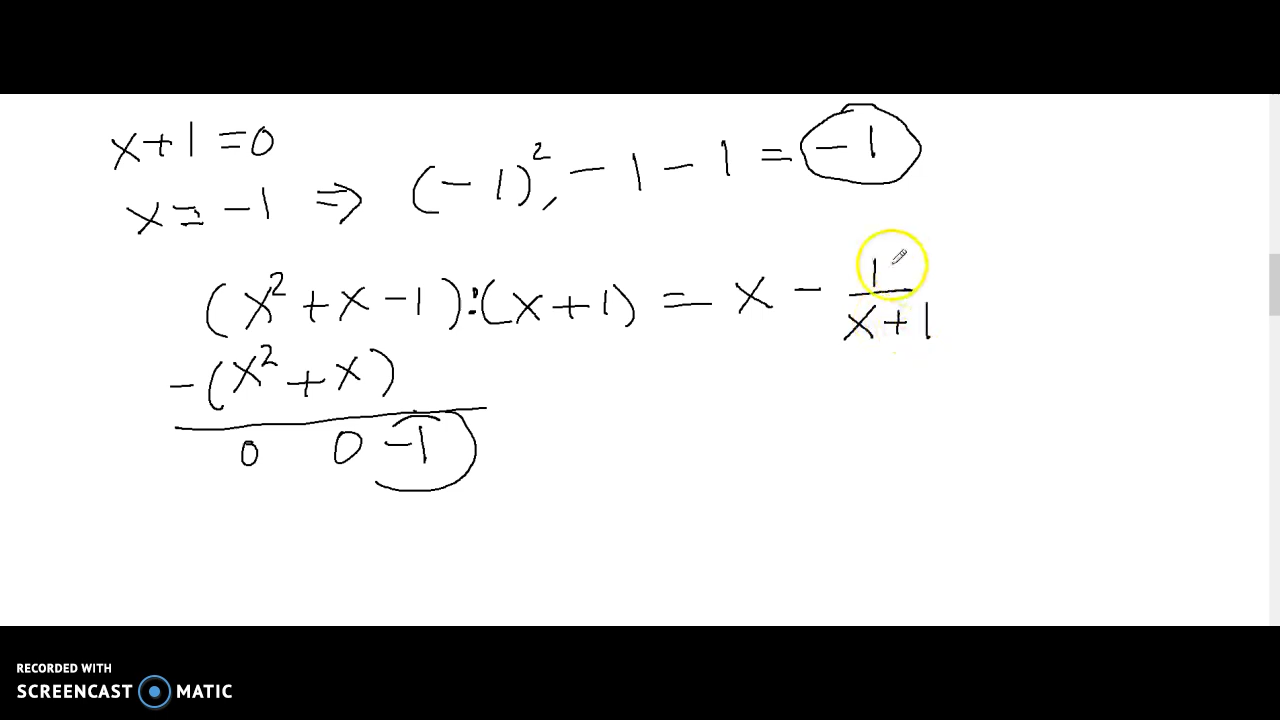 x+1=0
x=-1 ⇒ (-1)², -1-1 = -1
(x²+x-1):(x+1) = x - 1/(x+1)
-(x²+x)
0 0 -1
RECORDED WITH
SCREENCAST MATIC